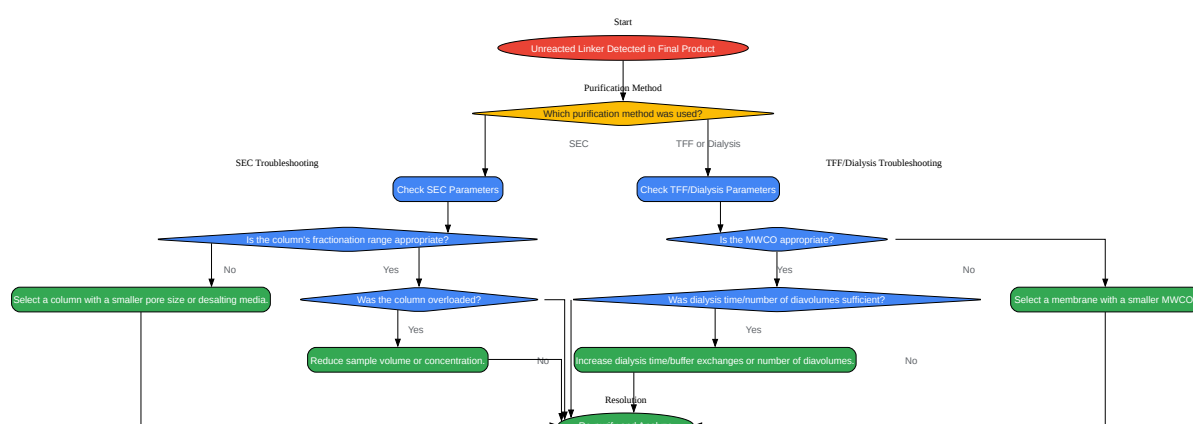 Start
Unreacted Linker Detected in Final Product
Purification Method
Which purification method was used?
SEC
TFF or Dialysis
SEC Troubleshooting
TFF/Dialysis Troubleshooting
Check SEC Parameters
Check TFF/Dialysis Parameters
Is the column's fractionation range appropriate?
Is the MWCO appropriate?
No
Yes
Yes
No
Select a column with a smaller pore size or desalting media.
Was the column overloaded?
Was dialysis time/number of diavolumes sufficient?
Select a membrane with a smaller MWCO
Yes
Yes
Reduce sample volume or concentration.
No
Increase dialysis time/buffer exchanges or number of diavolumes.
No
Resolution